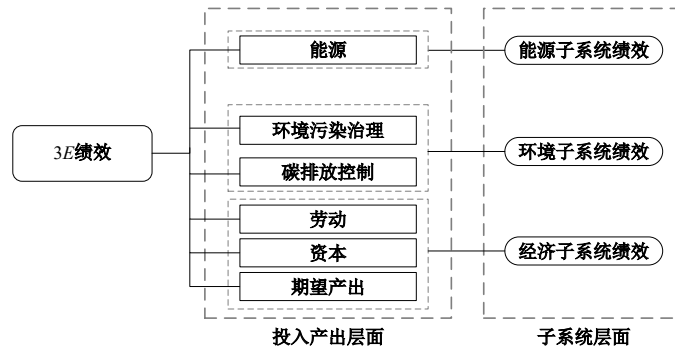 3E绩效
能源
环境污染治理
碳排放控制
劳动
资本
期望产出
投入产出层面
能源子系统绩效
环境子系统绩效
经济子系统绩效
子系统层面